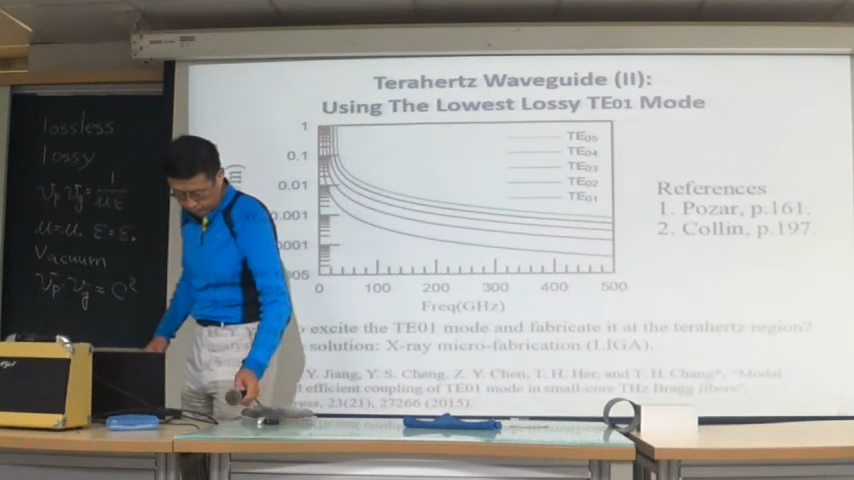 lossless
lossy
Vp Vg = 1/με
μ=μ. ε=ε.
Vacuum
Vp·Vg = C²
Terahertz Waveguide (II):
Using The Lowest Lossy TE01 Mode
1
0.1
0.01
0.001
0001
0
100
200
300
400
500
Freq(GHz)
TE05
TE04
TE03
TE02
TE01
References
1. Pozar, p.161.
2. Collin, p.197.
excite the TE01 mode and fabricate it at the terahertz region?
solution: X-ray micro-fabrication (LIGA).
Y. Jiang, Y. S. Cheng, Z. Y. Chen, T. H. Her, and T. H. Chang*, “Modal
efficient coupling of TE01 mode in small-core THz Bragg fibers”,
23(21), 27266 (2015).